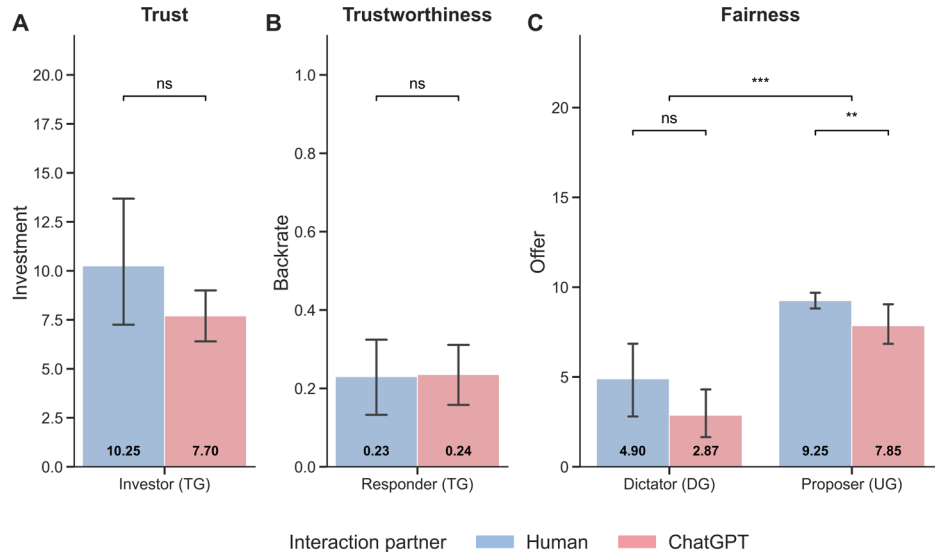 A
Trust
Investment
20.0
17.5
15.0
12.5
10.0
7.5
5.0
2.5
0.0
ns
10.25
7.70
Investor (TG)
B
Trustworthiness
Backrate
1.0
0.8
0.6
0.4
0.2
0.0
ns
0.23
0.24
Responder (TG)
C
Fairness
Offer
20
15
10
5
0
***
ns
**
4.90
2.87
9.25
7.85
Dictator (DG)
Proposer (UG)
Interaction partner Human ChatGPT